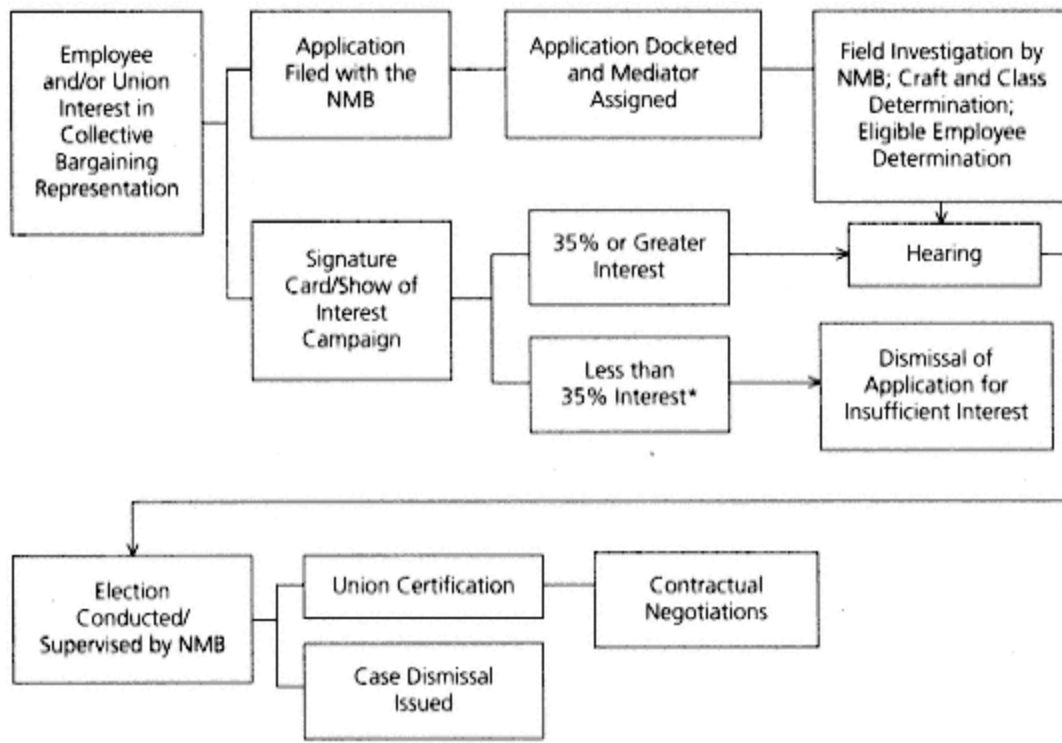 Employee
and/or Union
Interest in
Collective
Bargaining
Representation
Application
Filed with the
NMB
Application Docketed
and Mediator
Assigned
Field Investigation by
NMB; Craft and Class
Determination;
Eligible Employee
Determination
Signature
Card/Show of
Interest
Campaign
35% or Greater
Interest
Hearing
Less than
35% Interest*
Dismissal of
Application for
Insufficient Interest
Election
Conducted/
Supervised by NMB
Union Certification
Contractual
Negotiations
Case Dismissal
Issued